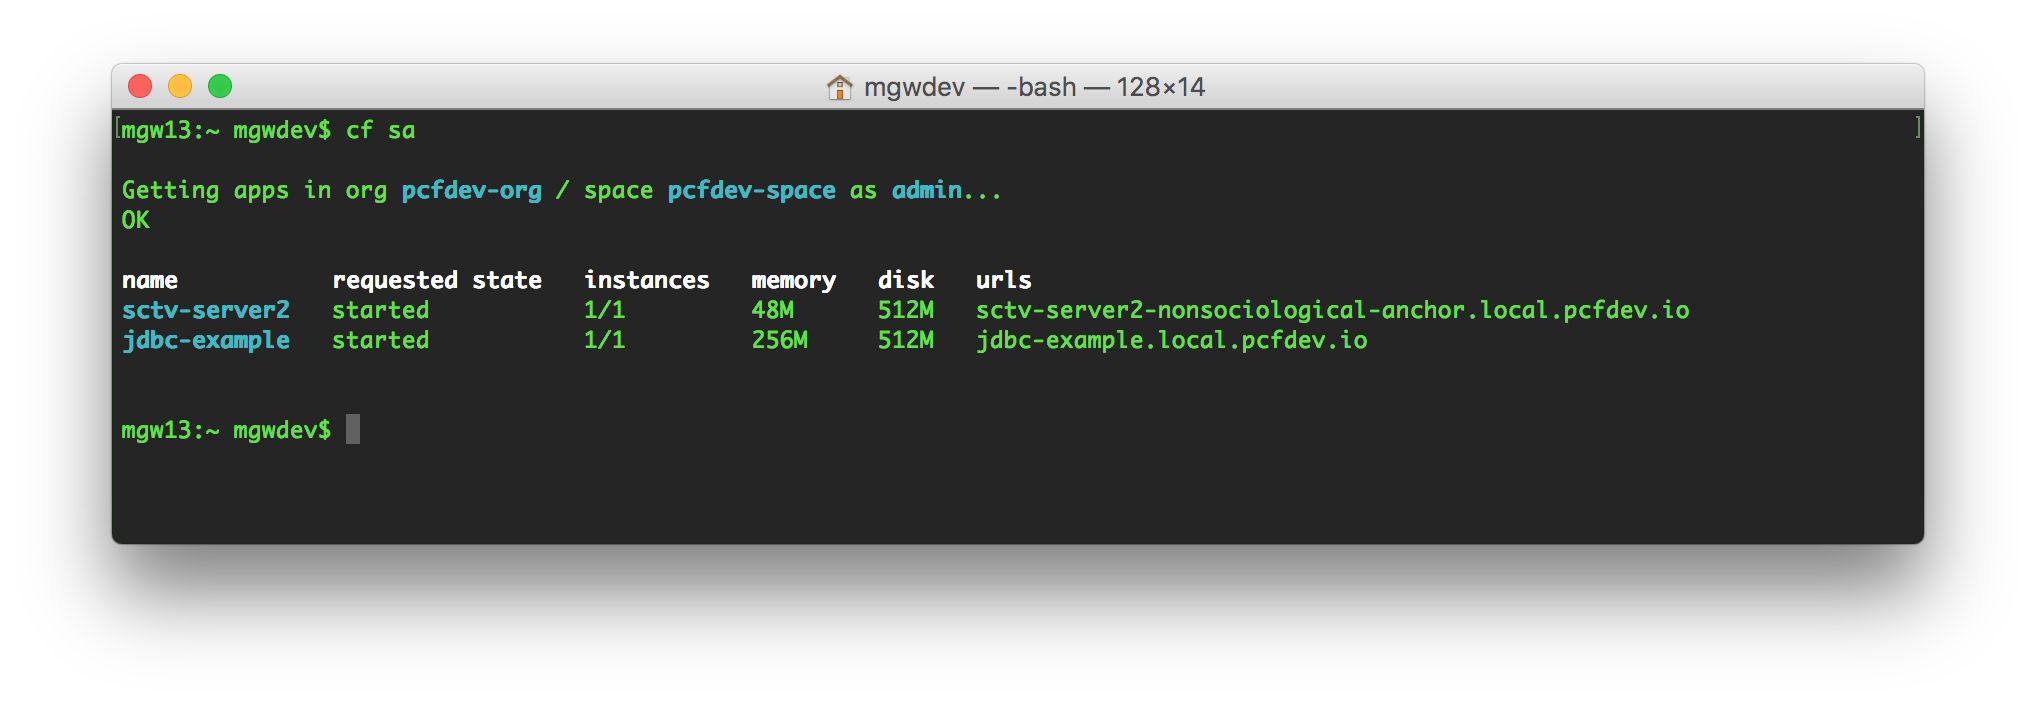 mgwdev — -bash — 128×14
[mgw13:~ mgwdev$ cf sa ]
Getting apps in org pcfdev-org / space pcfdev-space as admin...
OK
name requested state instances memory disk urls
sctv-server2 started 1/1 48M 512M sctv-server2-nonsociological-anchor.local.pcfdev.io
jdbc-example started 1/1 256M 512M jdbc-example.local.pcfdev.io
mgw13:~ mgwdev$